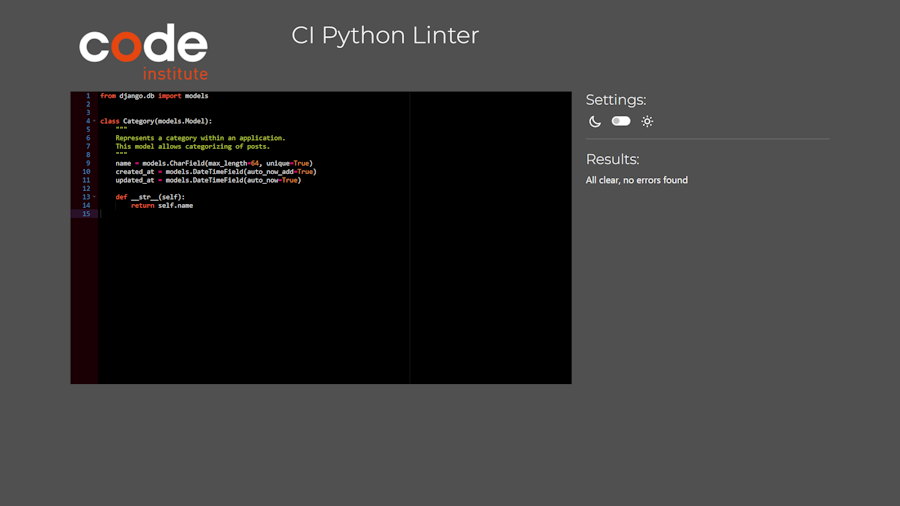 code
institute
CI Python Linter
1 from django.db import models
2
3
4 class Category(models.Model):
5 """
6 Represents a category within an application.
7 This model allows categorizing of posts.
8 """
9 name = models.CharField(max_length=64, unique=True)
10 created_at = models.DateTimeField(auto_now_add=True)
11 updated_at = models.DateTimeField(auto_now=True)
12
13 def __str__(self):
14 return self.name
15
Settings:
Results:
All clear, no errors found